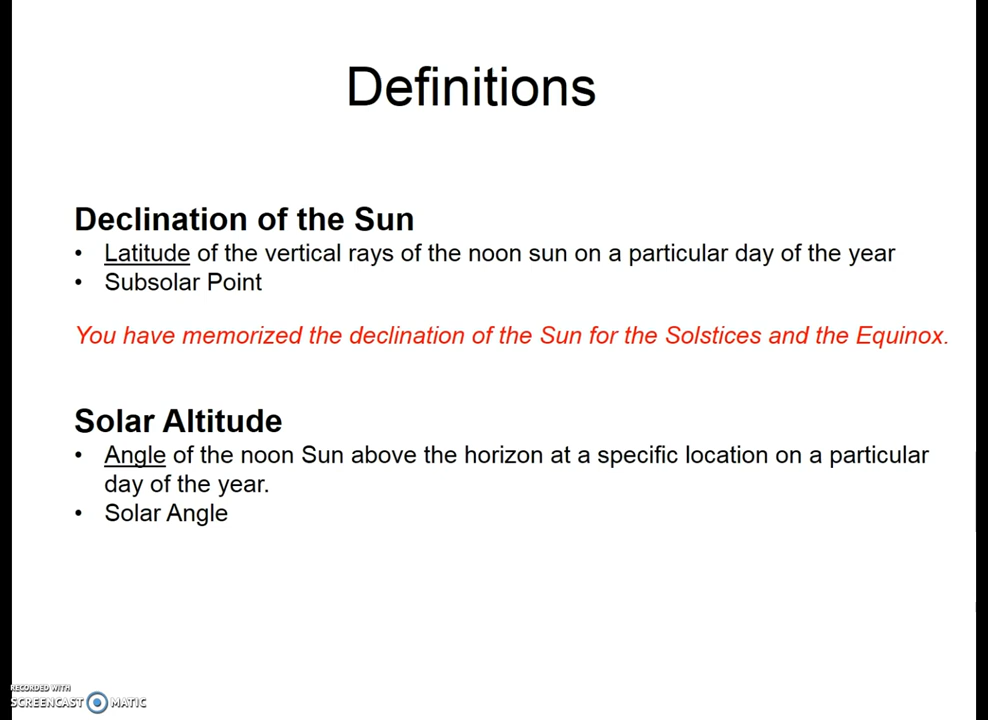 Definitions
Declination of the Sun
• Latitude of the vertical rays of the noon sun on a particular day of the year
• Subsolar Point
You have memorized the declination of the Sun for the Solstices and the Equinox.
Solar Altitude
• Angle of the noon Sun above the horizon at a specific location on a particular
day of the year.
• Solar Angle
RECORDED WITH
SCREENCAST MATIC